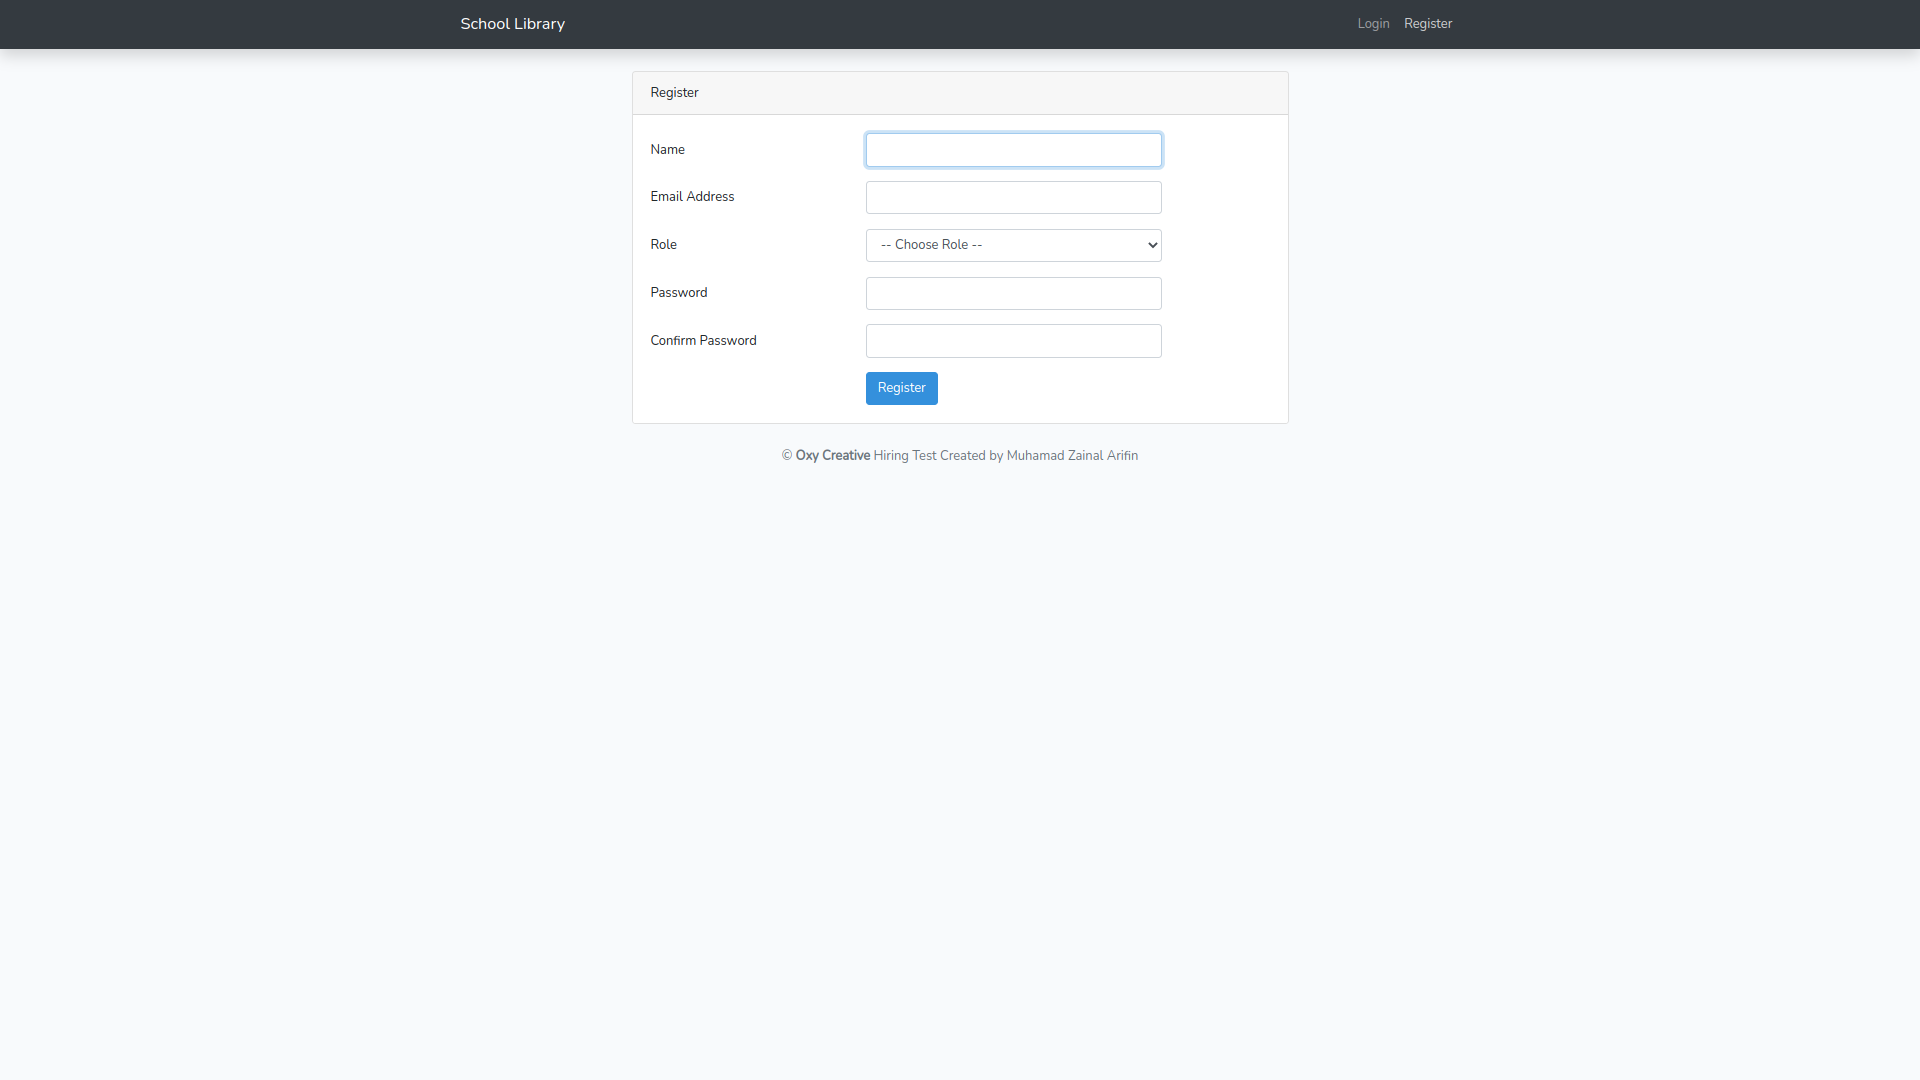 School Library
Login Register
Register
Name
Email Address
Role
-- Choose Role --
Password
Confirm Password
Register
© Oxy Creative Hiring Test Created by Muhamad Zainal Arifin